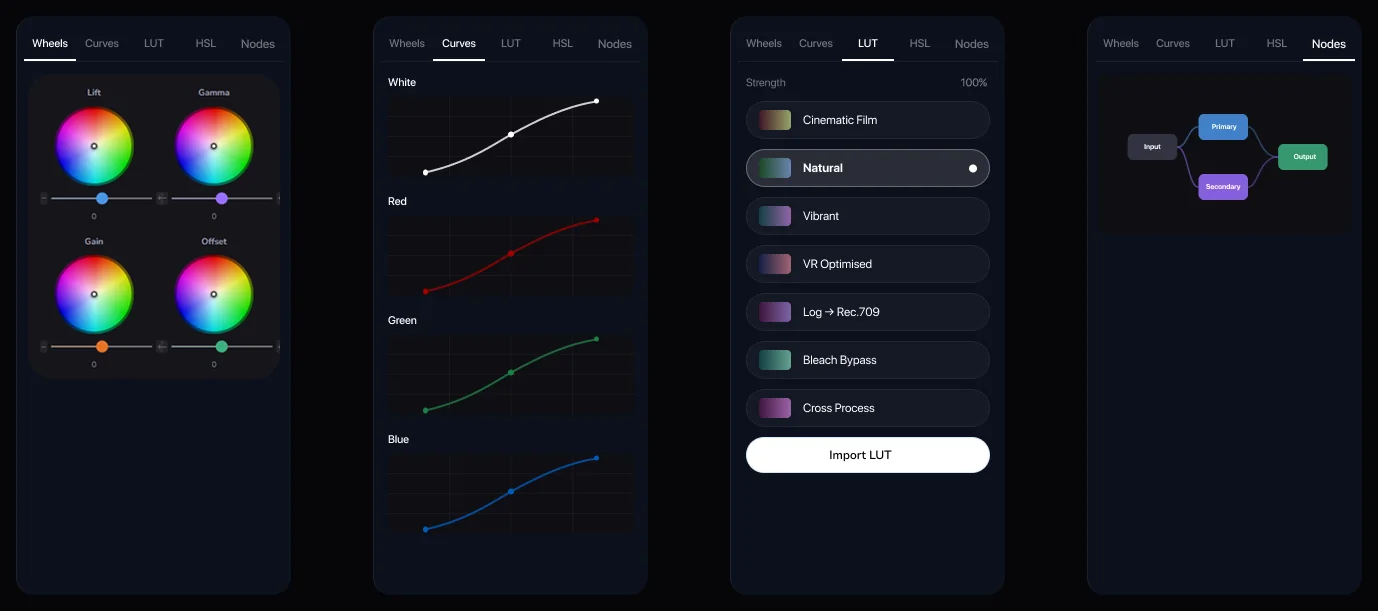 Wheels Curves LUT HSL Nodes
Lift Gamma
0 0
Gain Offset
0 0
Wheels Curves LUT HSL Nodes
White
Red
Green
Blue
Wheels Curves LUT HSL Nodes
Strength 100%
Cinematic Film
Natural
Vibrant
VR Optimised
Log → Rec.709
Bleach Bypass
Cross Process
Import LUT
Wheels Curves LUT HSL Nodes
Primary
Input
Output
Secondary